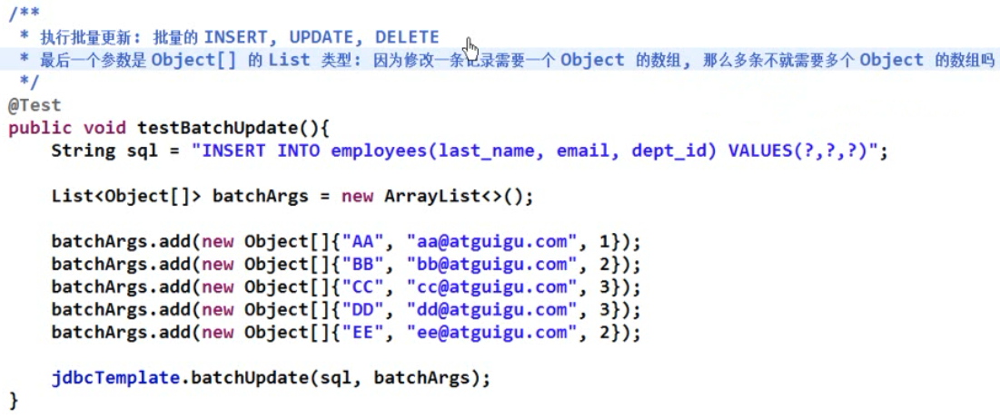 /**
 * 执行批量更新: 批量的 INSERT, UPDATE, DELETE
 * 最后一个参数是 Object[] 的 List 类型: 因为修改一条记录需要一个 Object 的数组, 那么多条不就需要多个 Object 的数组吗
 */
@Test
public void testBatchUpdate(){
    String sql = "INSERT INTO employees(last_name, email, dept_id) VALUES(?,?,?)";
    List<Object[]> batchArgs = new ArrayList<>();
    batchArgs.add(new Object[]{"AA", "aa@atguigu.com", 1});
    batchArgs.add(new Object[]{"BB", "bb@atguigu.com", 2});
    batchArgs.add(new Object[]{"CC", "cc@atguigu.com", 3});
    batchArgs.add(new Object[]{"DD", "dd@atguigu.com", 3});
    batchArgs.add(new Object[]{"EE", "ee@atguigu.com", 2});
    jdbcTemplate.batchUpdate(sql, batchArgs);
}